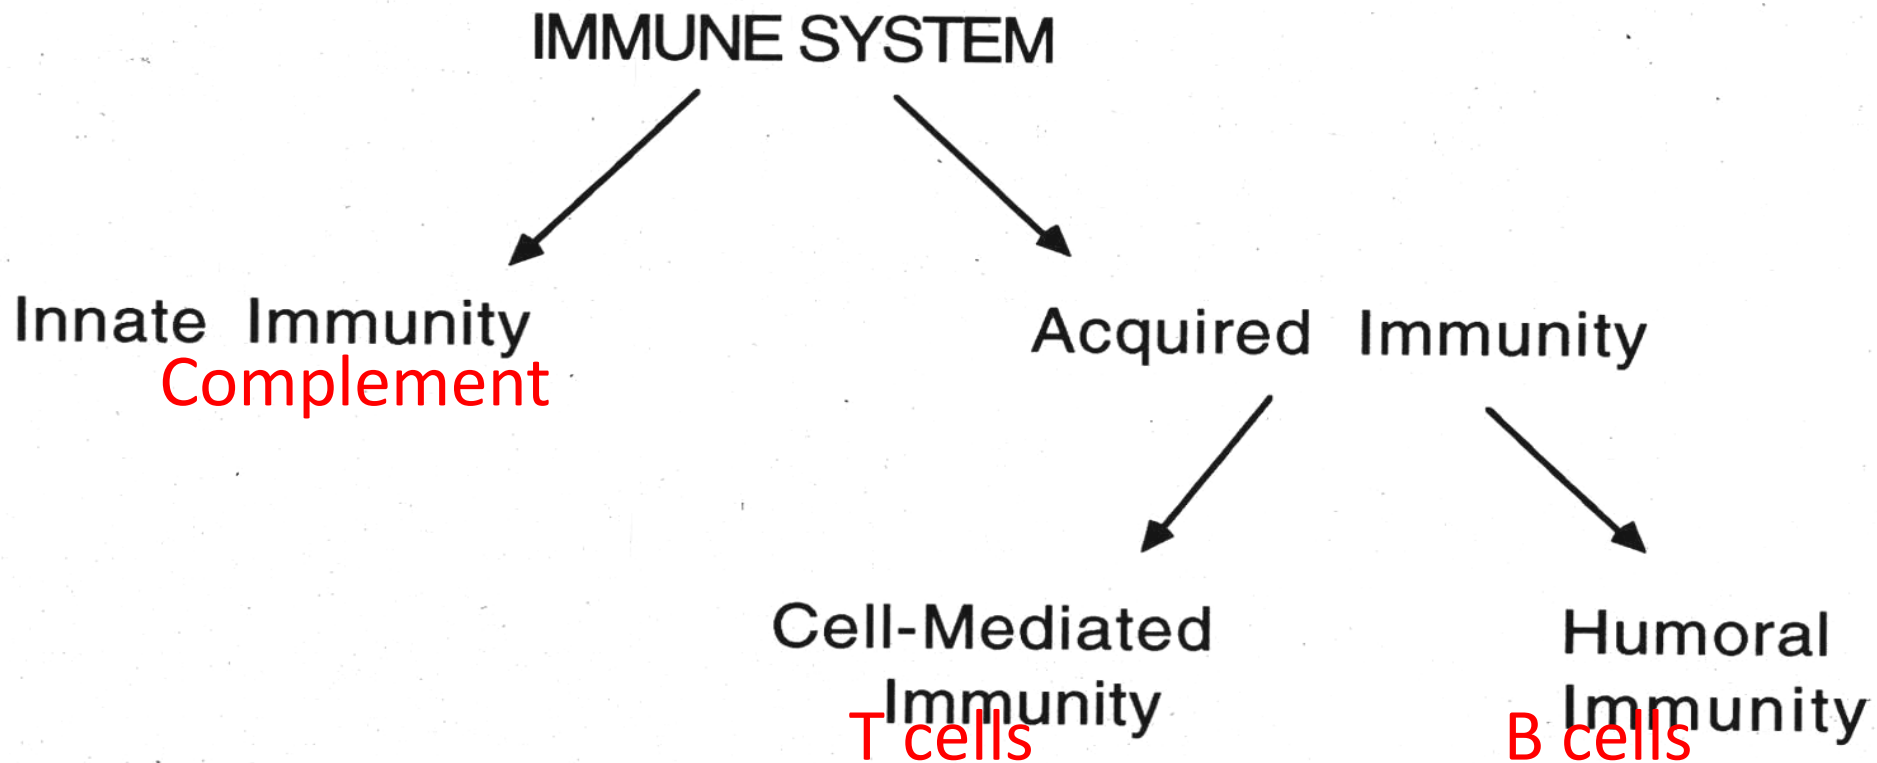 IMMUNE SYSTEM
Innate Immunity
Complement
Acquired Immunity
Cell-Mediated
Immunity
T cells
Humoral
Immunity
B cells